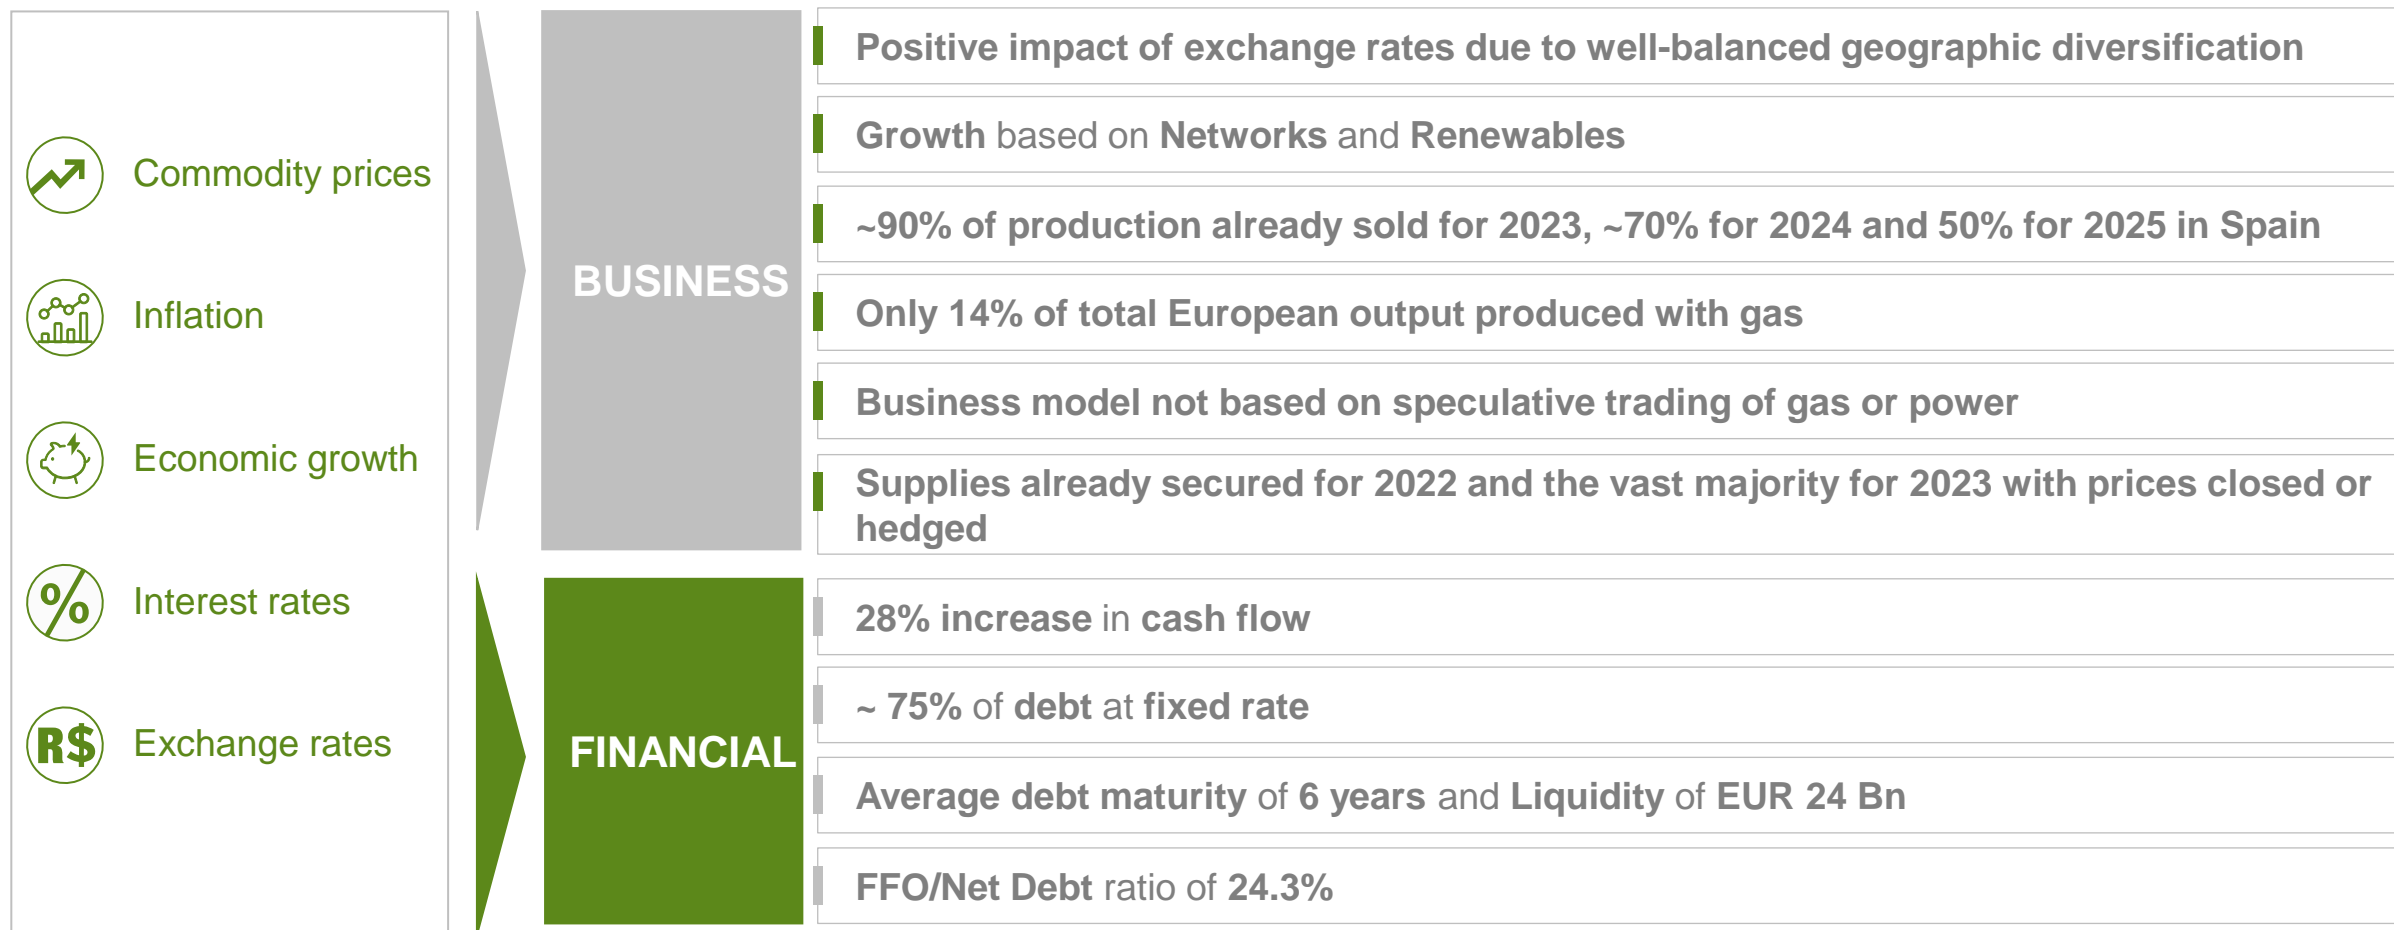 Commodity prices
Inflation
Economic growth
%
Interest rates
R$
Exchange rates
BUSINESS
Positive impact of exchange rates due to well-balanced geographic diversification
Growth based on Networks and Renewables
~90% of production already sold for 2023, ~70% for 2024 and 50% for 2025 in Spain
Only 14% of total European output produced with gas
Business model not based on speculative trading of gas or power
Supplies already secured for 2022 and the vast majority for 2023 with prices closed or
hedged
FINANCIAL
28% increase in cash flow
~ 75% of debt at fixed rate
Average debt maturity of 6 years and Liquidity of EUR 24 Bn
FFO/Net Debt ratio of 24.3%